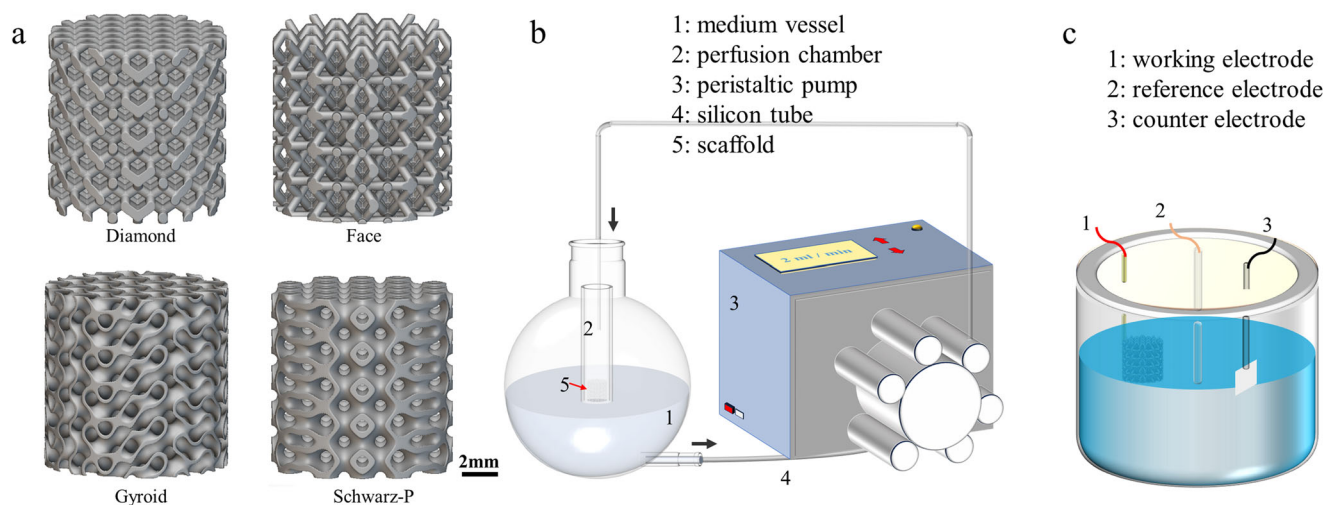 a
Diamond
Face
Gyroid
Schwarz-P
2mm
b
1: medium vessel
2: perfusion chamber
3: peristaltic pump
4: silicon tube
5: scaffold
2 ml / min
3
2
5
1
4
c
1: working electrode
2: reference electrode
3: counter electrode
1
2
3